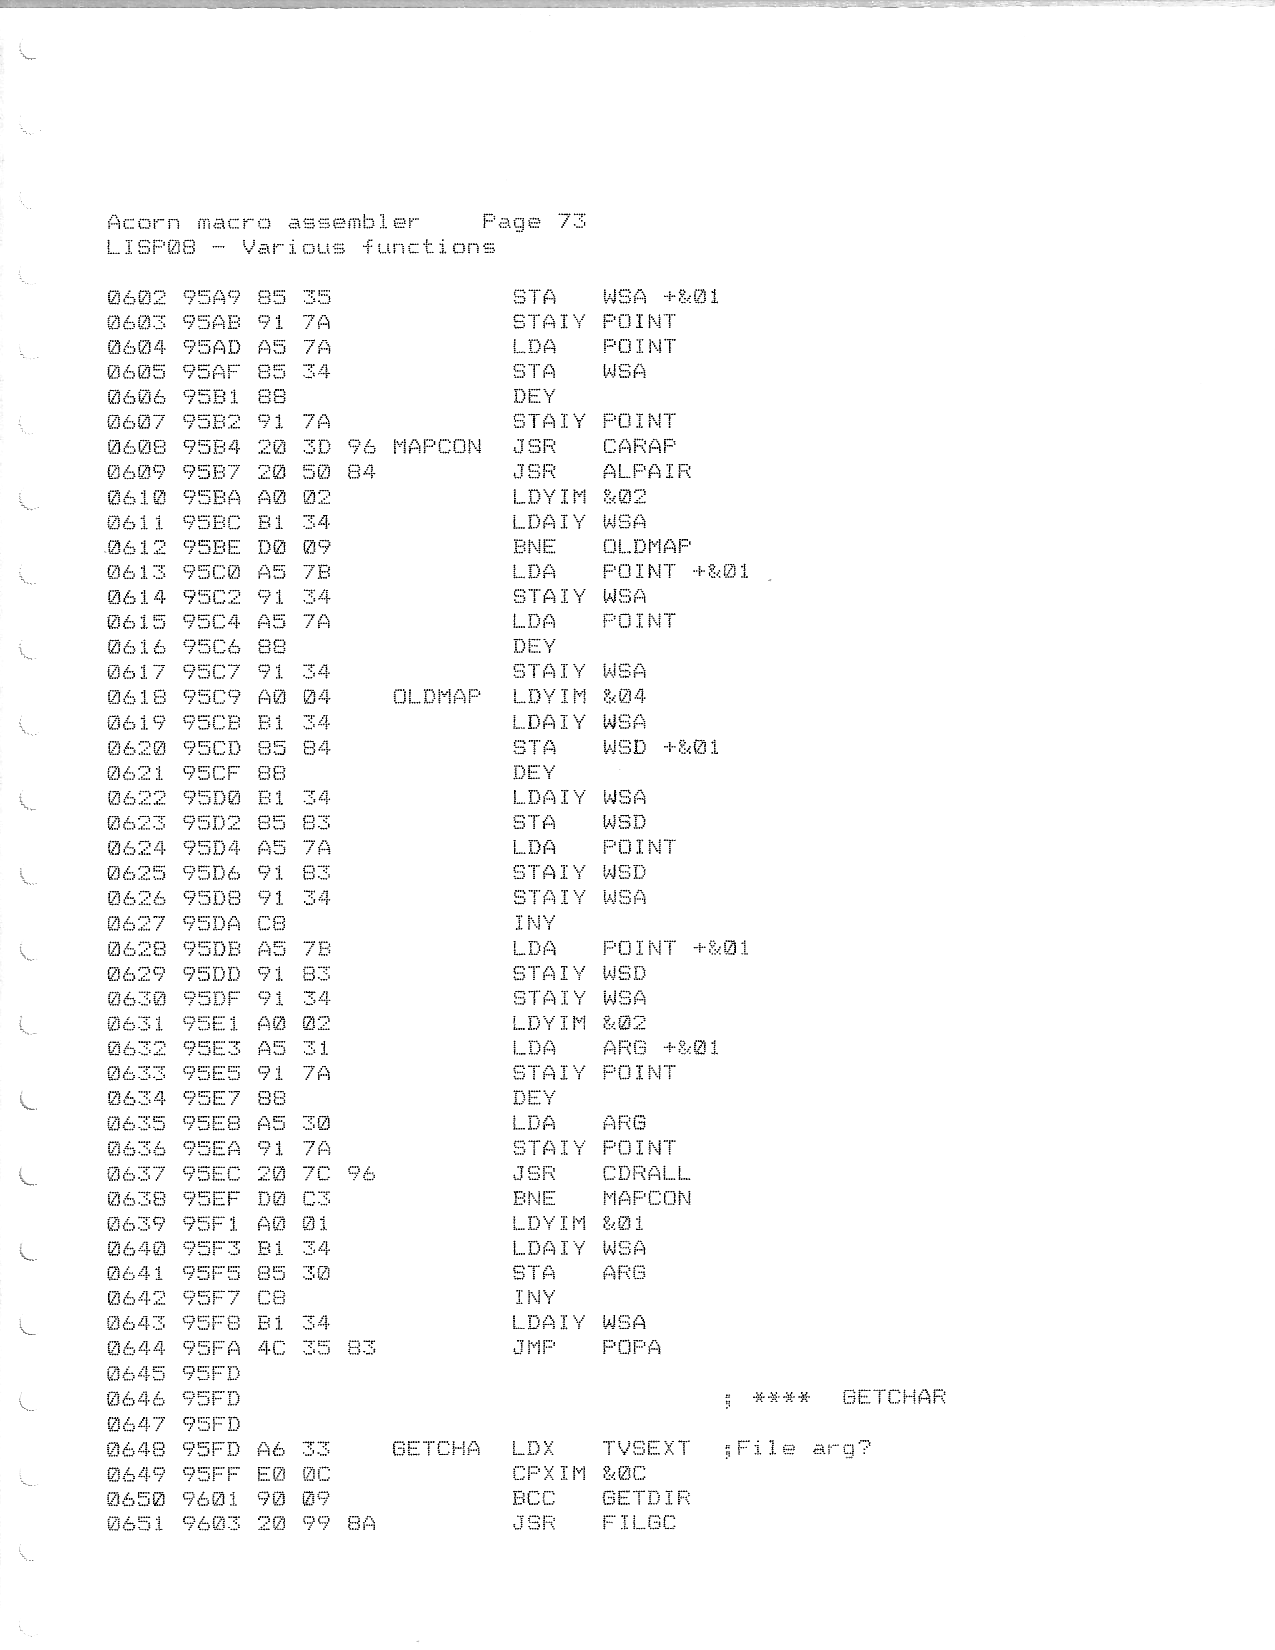 Acorn macro assembler    Page 73
LISP08 - Various functions
0602 95A9 85 35            STA   WSA +&01
0603 95AB 91 7A            STAIY POINT
0604 95AD A5 7A            LDA   POINT
0605 95AF 85 34            STA   WSA
0606 95B1 88               DEY
0607 95B2 91 7A            STAIY POINT
0608 95B4 20 3D 96 MAPCON  JSR   CARAP
0609 95B7 20 50 84         JSR   ALPAIR
0610 95BA A0 02            LDYIM &02
0611 95BC B1 34            LDAIY WSA
0612 95BE D0 09            BNE   OLDMAP
0613 95C0 A5 7B            LDA   POINT +&01
0614 95C2 91 34            STAIY WSA
0615 95C4 A5 7A            LDA   POINT
0616 95C6 88               DEY
0617 95C7 91 34            STAIY WSA
0618 95C9 A0 04    OLDMAP  LDYIM &04
0619 95CB B1 34            LDAIY WSA
0620 95CD 85 84            STA   WSD +&01
0621 95CF 88               DEY
0622 95D0 B1 34            LDAIY WSA
0623 95D2 85 83            STA   WSD
0624 95D4 A5 7A            LDA   POINT
0625 95D6 91 83            STAIY WSD
0626 95D8 91 34            STAIY WSA
0627 95DA C8               INY
0628 95DB A5 7B            LDA   POINT +&01
0629 95DD 91 83            STAIY WSD
0630 95DF 91 34            STAIY WSA
0631 95E1 A0 02            LDYIM &02
0632 95E3 A5 31            LDA   ARG +&01
0633 95E5 91 7A            STAIY POINT
0634 95E7 88               DEY
0635 95E8 A5 30            LDA   ARG
0636 95EA 91 7A            STAIY POINT
0637 95EC 20 7C 96         JSR   CDRALL
0638 95EF D0 C3            BNE   MAPCON
0639 95F1 A0 01            LDYIM &01
0640 95F3 B1 34            LDAIY WSA
0641 95F5 85 30            STA   ARG
0642 95F7 C8               INY
0643 95F8 B1 34            LDAIY WSA
0644 95FA 4C 35 83         JMP   POPA
0645 95FD
0646 95FD                                ; ****  GETCHAR
0647 95FD
0648 95FD A6 33    GETCHA  LDX   TVSEXT  ;File arg?
0649 95FF E0 0C            CPXIM &0C
0650 9601 90 09            BCC   GETDIR
0651 9603 20 99 8A         JSR   FILGC